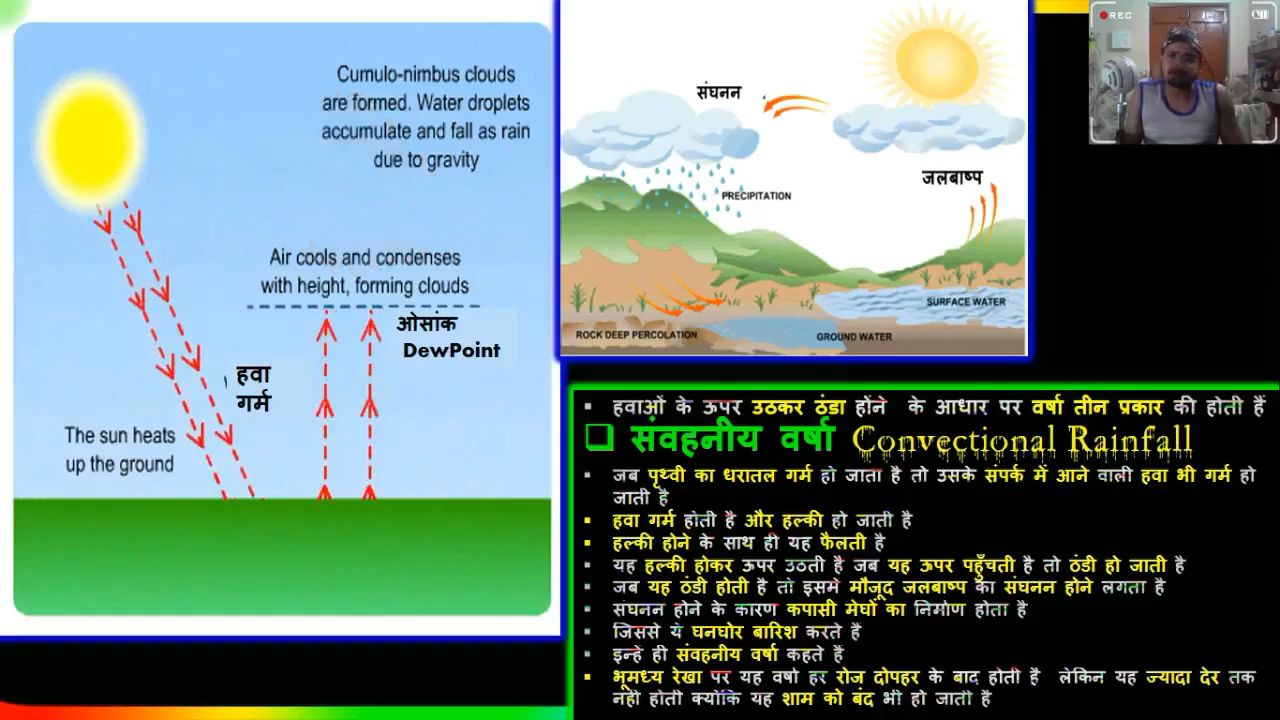 Cumulo-nimbus clouds
are formed. Water droplets
accumulate and fall as rain
due to gravity
Air cools and condenses
with height, forming clouds
ओसांक
DewPoint
हवा
गर्म
The sun heats
up the ground
संघनन
जलबाष्प
PRECIPITATION
SURFACE WATER
ROCK DEEP PERCOLATION
GROUND WATER
REC
हवाओं के ऊपर उठकर ठंडा होंने के आधार पर वर्षा तीन प्रकार की होती हैं
संवहनीय वर्षा Convectional Rainfall
जब पृथ्वी का धरातल गर्म हो जाता है तो उसके संपर्क में आने वाली हवा भी गर्म हो
जाती है
हवा गर्म होती है और हल्की हो जाती है
हल्की होने के साथ ही यह फैलती है
यह हल्की होकर ऊपर उठती है जब यह ऊपर पहुँचती है तो ठंडी हो जाती है
जब यह ठंडी होती है तो इसमे मौजूद जलबाष्प का संघनन होने लगता है
संघनन होने के कारण कपासी मेघों का निर्माण होता है
जिससे ये घनघोर बारिश करते हैं
इन्हे ही संवहनीय वर्षा कहते हैं
भूमध्य रेखा पर यह वर्षा हर रोज दोपहर के बाद होती है लेकिन यह ज्यादा देर तक
नही होती क्योंकि यह शाम को बंद भी हो जाती है